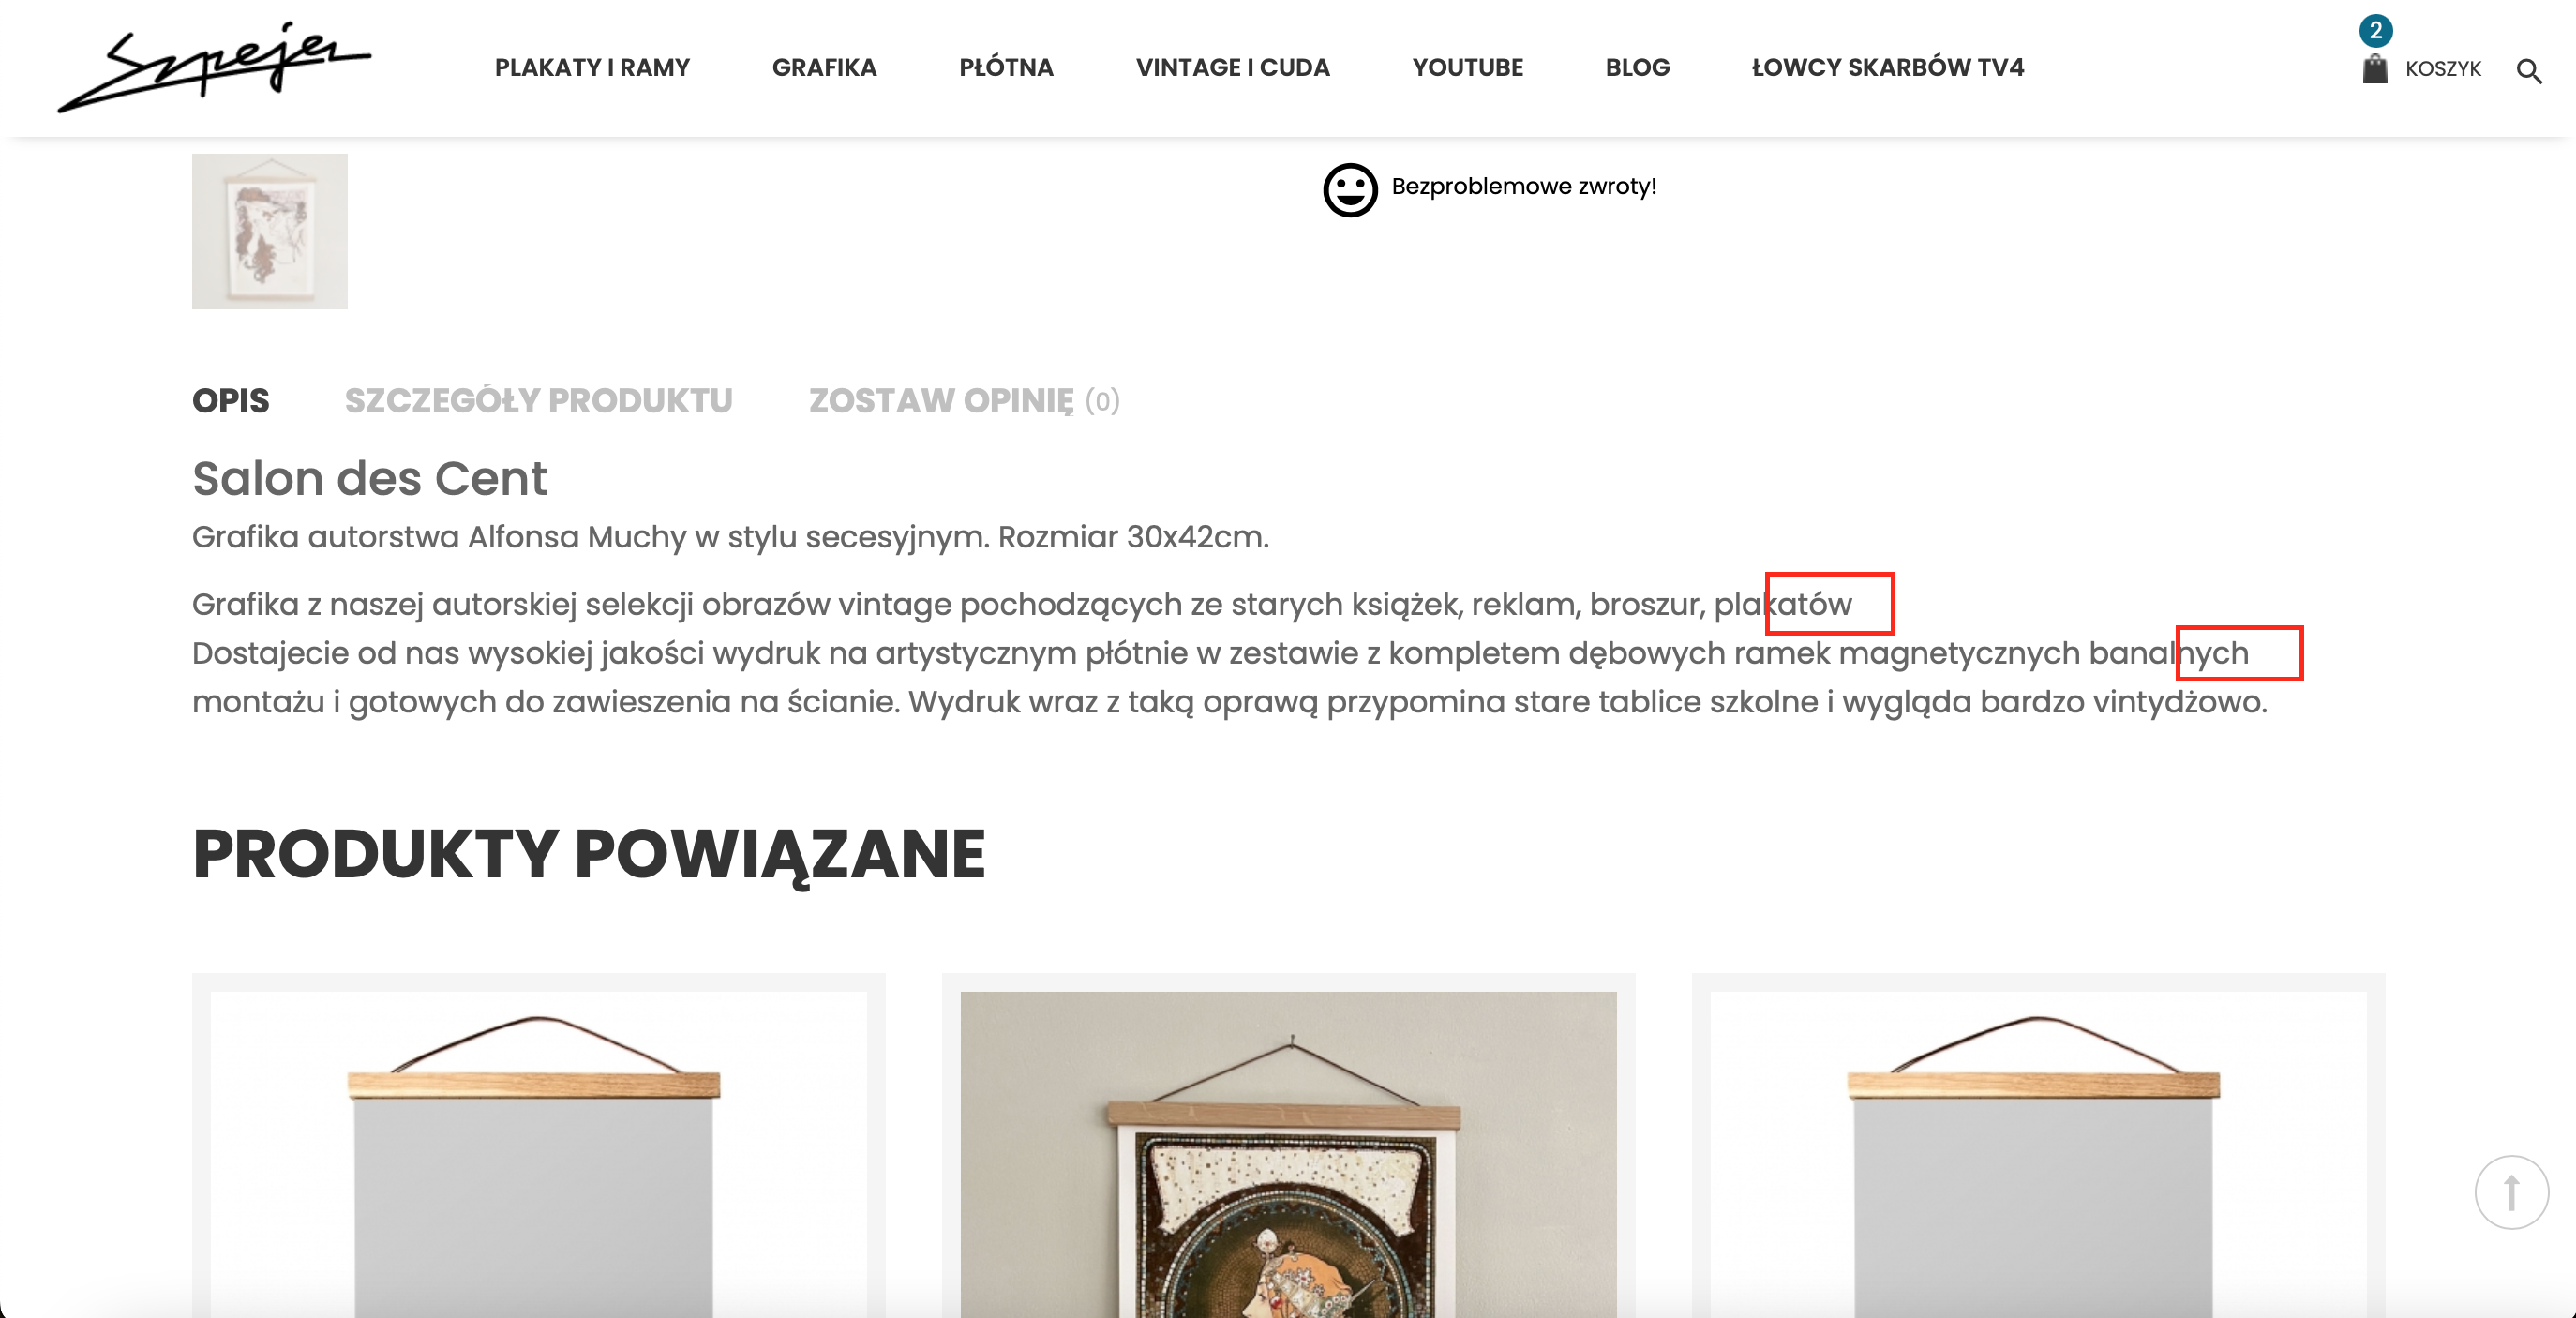 Szpejer
PLAKATY I RAMY GRAFIKA PŁÓTNA VINTAGE I CUDA YOUTUBE BLOG ŁOWCY SKARBÓW TV4
2
KOSZYK
Bezproblemowe zwroty!
OPIS SZCZEGÓŁY PRODUKTU ZOSTAW OPINIĘ (0)
Salon des Cent
Grafika autorstwa Alfonsa Muchy w stylu secesyjnym. Rozmiar 30x42cm.
Grafika z naszej autorskiej selekcji obrazów vintage pochodzących ze starych książek, reklam, broszur, plakatów
Dostajecie od nas wysokiej jakości wydruk na artystycznym płótnie w zestawie z kompletem dębowych ramek magnetycznych banalnych
montażu i gotowych do zawieszenia na ścianie. Wydruk wraz z taką oprawą przypomina stare tablice szkolne i wygląda bardzo vintydżowo.
PRODUKTY POWIĄZANE